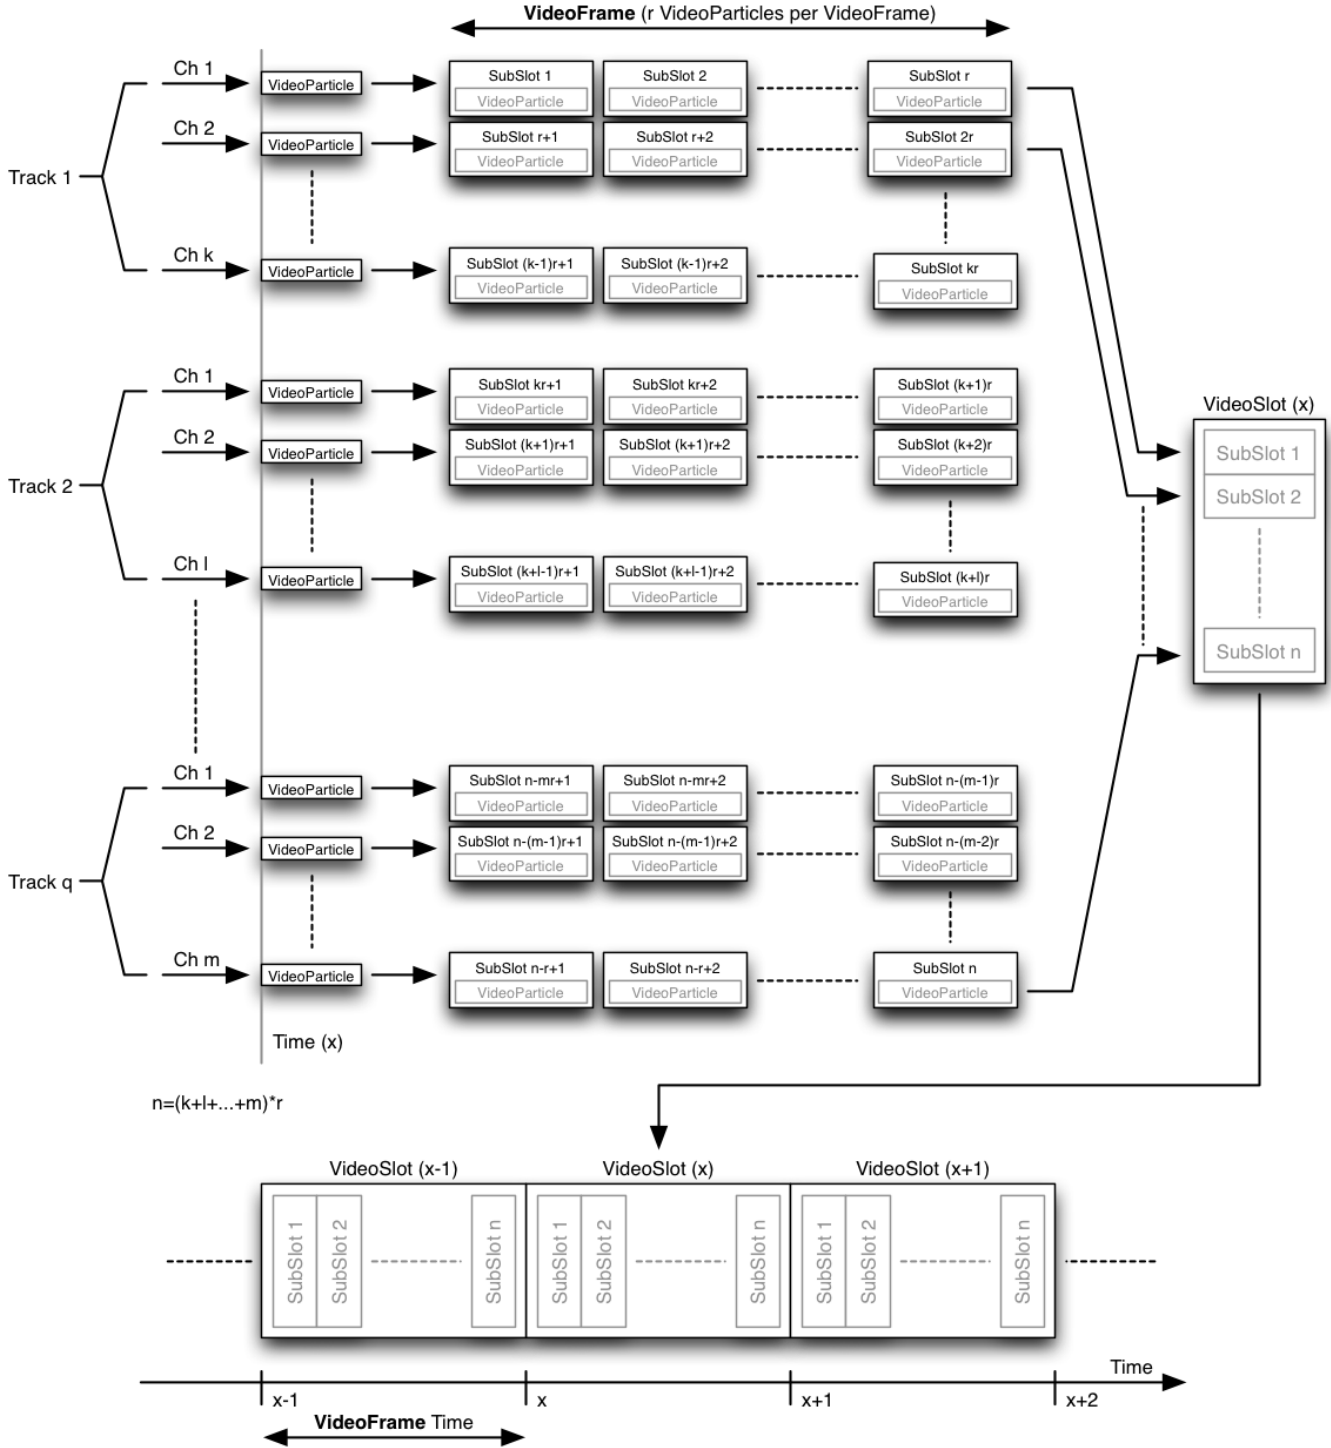 VideoFrame (r VideoParticles per VideoFrame)
Ch 1
VideoParticle
SubSlot 1
VideoParticle
SubSlot 2
VideoParticle
SubSlot r
VideoParticle
Ch 2
VideoParticle
SubSlot r+1
VideoParticle
SubSlot r+2
VideoParticle
SubSlot 2r
VideoParticle
Track 1
Ch k
VideoParticle
SubSlot (k-1)r+1
VideoParticle
SubSlot (k-1)r+2
VideoParticle
SubSlot kr
VideoParticle
Ch 1
VideoParticle
SubSlot kr+1
VideoParticle
SubSlot kr+2
VideoParticle
SubSlot (k+1)r
VideoParticle
Ch 2
VideoParticle
SubSlot (k+1)r+1
VideoParticle
SubSlot (k+1)r+2
VideoParticle
SubSlot (k+2)r
VideoParticle
Track 2
Ch l
VideoParticle
SubSlot (k+l-1)r+1
VideoParticle
SubSlot (k+l-1)r+2
VideoParticle
SubSlot (k+l)r
VideoParticle
VideoSlot (x)
SubSlot 1
SubSlot 2
SubSlot n
Ch 1
VideoParticle
SubSlot n-mr+1
VideoParticle
SubSlot n-mr+2
VideoParticle
SubSlot n-(m-1)r
VideoParticle
Ch 2
VideoParticle
SubSlot n-(m-1)r+1
VideoParticle
SubSlot n-(m-1)r+2
VideoParticle
SubSlot n-(m-2)r
VideoParticle
Track q
Ch m
VideoParticle
SubSlot n-r+1
VideoParticle
SubSlot n-r+2
VideoParticle
SubSlot n
VideoParticle
Time (x)
n=(k+l+...+m)*r
VideoSlot (x-1)
VideoSlot (x)
VideoSlot (x+1)
SubSlot 1
SubSlot 2
SubSlot n
SubSlot 1
SubSlot 2
SubSlot n
SubSlot 1
SubSlot 2
SubSlot n
Time
x-1
x
x+1
x+2
VideoFrame Time